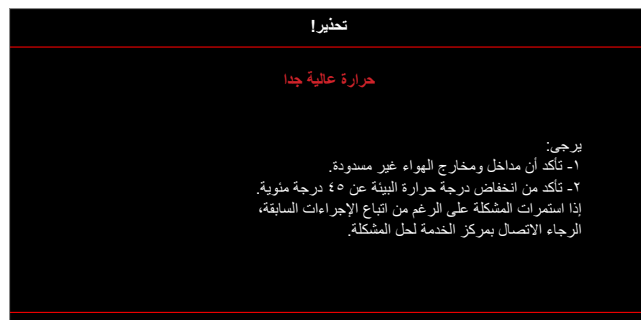 تحذير!
حرارة عالية جدا
يرجى:
١- تأكد أن مداخل ومخارج الهواء غير مسدودة.
٢- تأكد من انخفاض درجة حرارة البيئة عن ٤٥ درجة مئوية.
إذا استمرات المشكلة على الرغم من اتباع الإجراءات السابقة،
الرجاء الاتصال بمركز الخدمة لحل المشكلة.